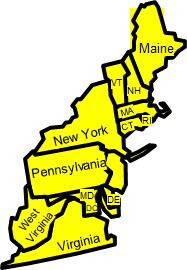 Maine
VT
NH
MA
CT
RI
New York
Pennsylvania
MD
DE
DC
West
Virginia
Virginia